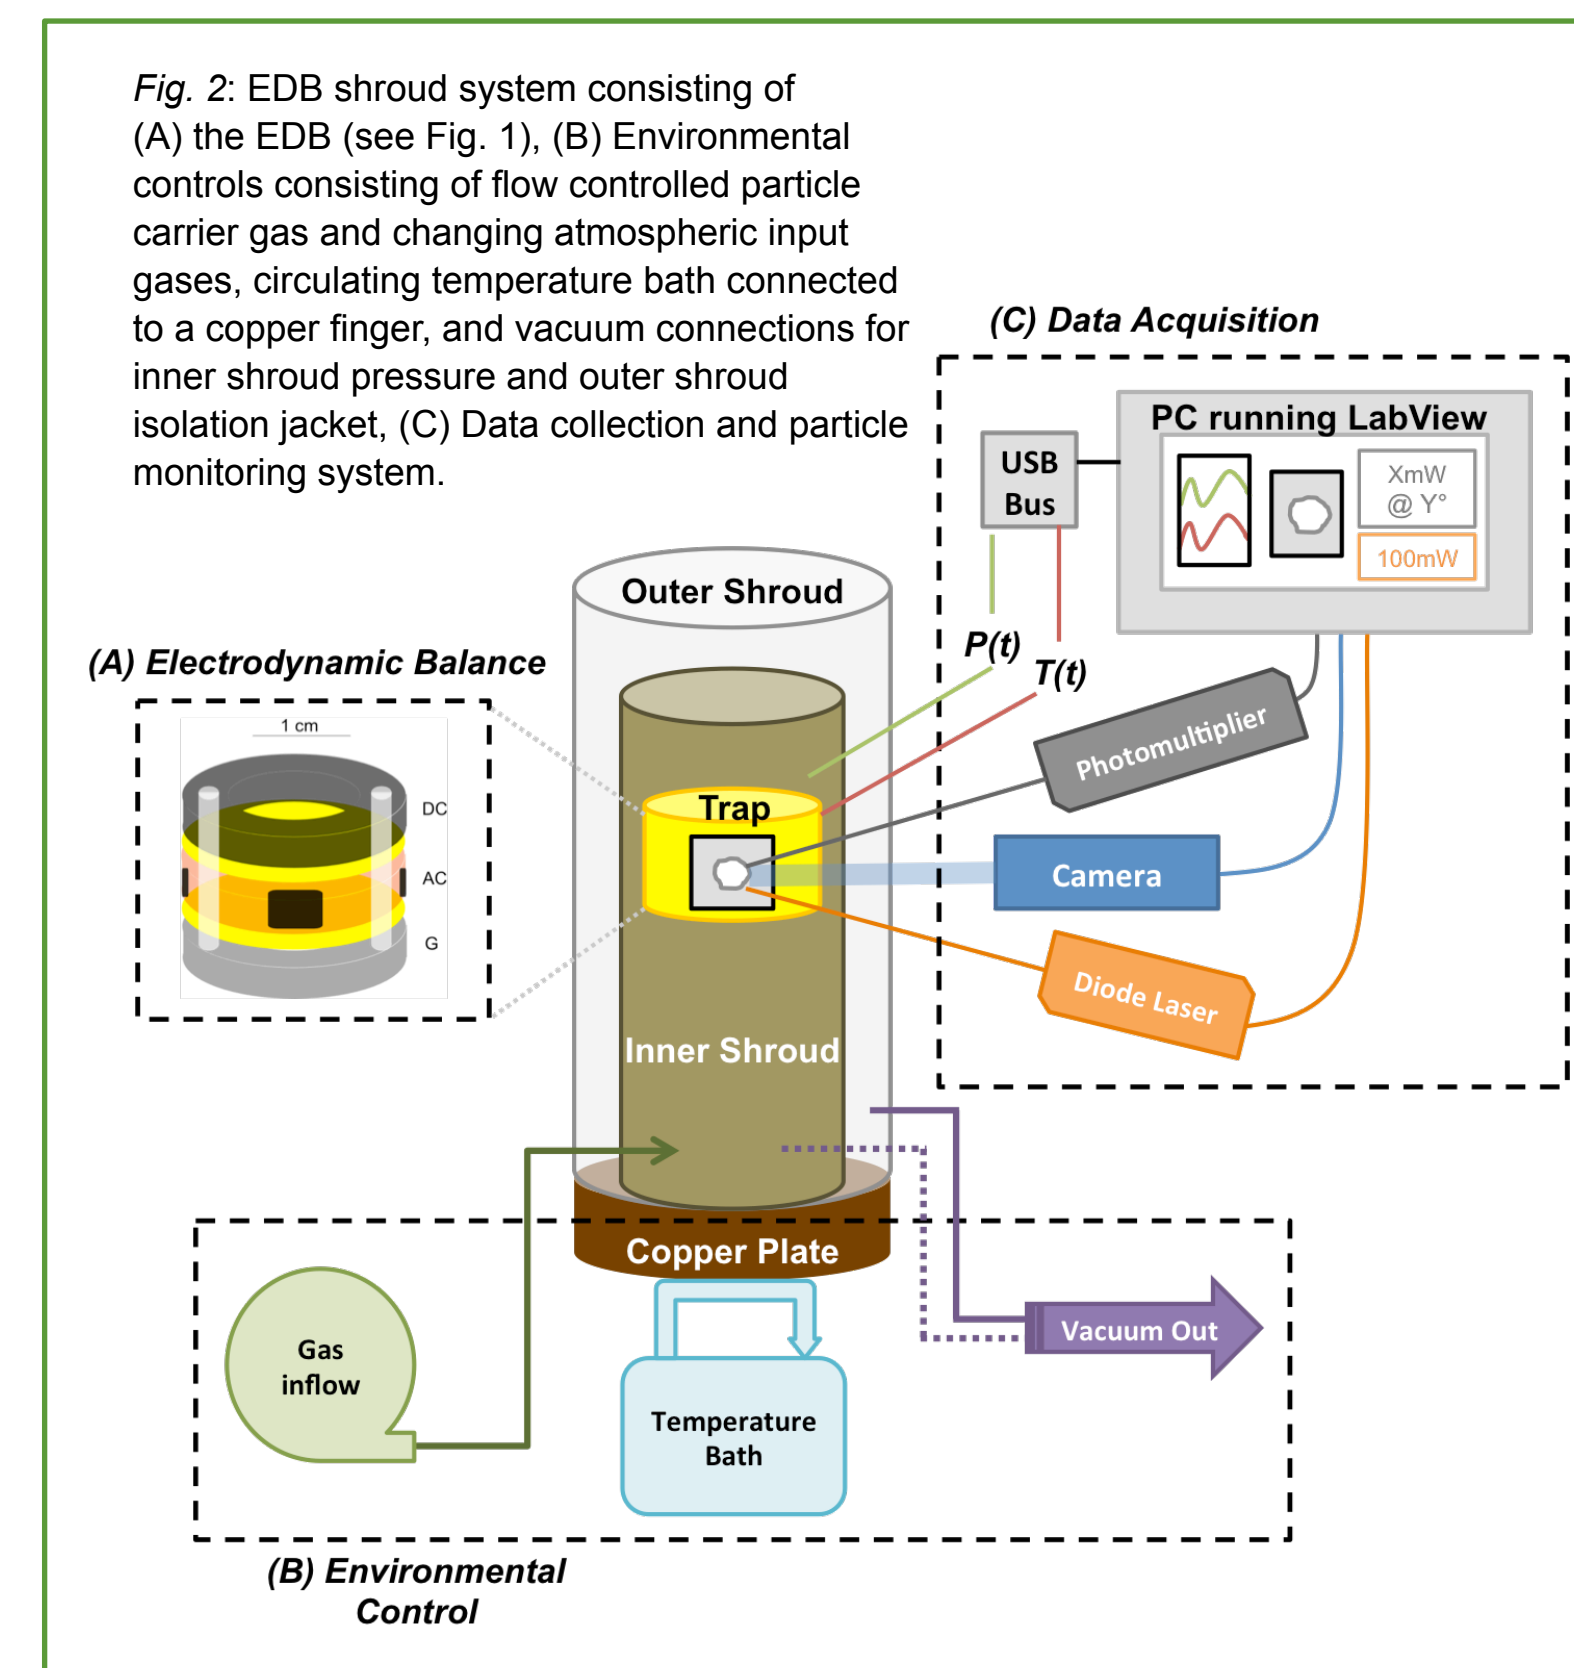 Fig. 2: EDB shroud system consisting of
(A) the EDB (see Fig. 1), (B) Environmental
controls consisting of flow controlled particle
carrier gas and changing atmospheric input
gases, circulating temperature bath connected
to a copper finger, and vacuum connections for
inner shroud pressure and outer shroud
isolation jacket, (C) Data collection and particle
monitoring system.
(C) Data Acquisition
PC running LabView
USB
Bus
XmW
@ Y°
100mW
P(t)
T(t)
Photomultiplier
Camera
Diode Laser
Outer Shroud
Trap
Inner Shroud
Copper Plate
(A) Electrodynamic Balance
1 cm
DC
AC
G
Gas
inflow
Temperature
Bath
Vacuum Out
(B) Environmental
Control